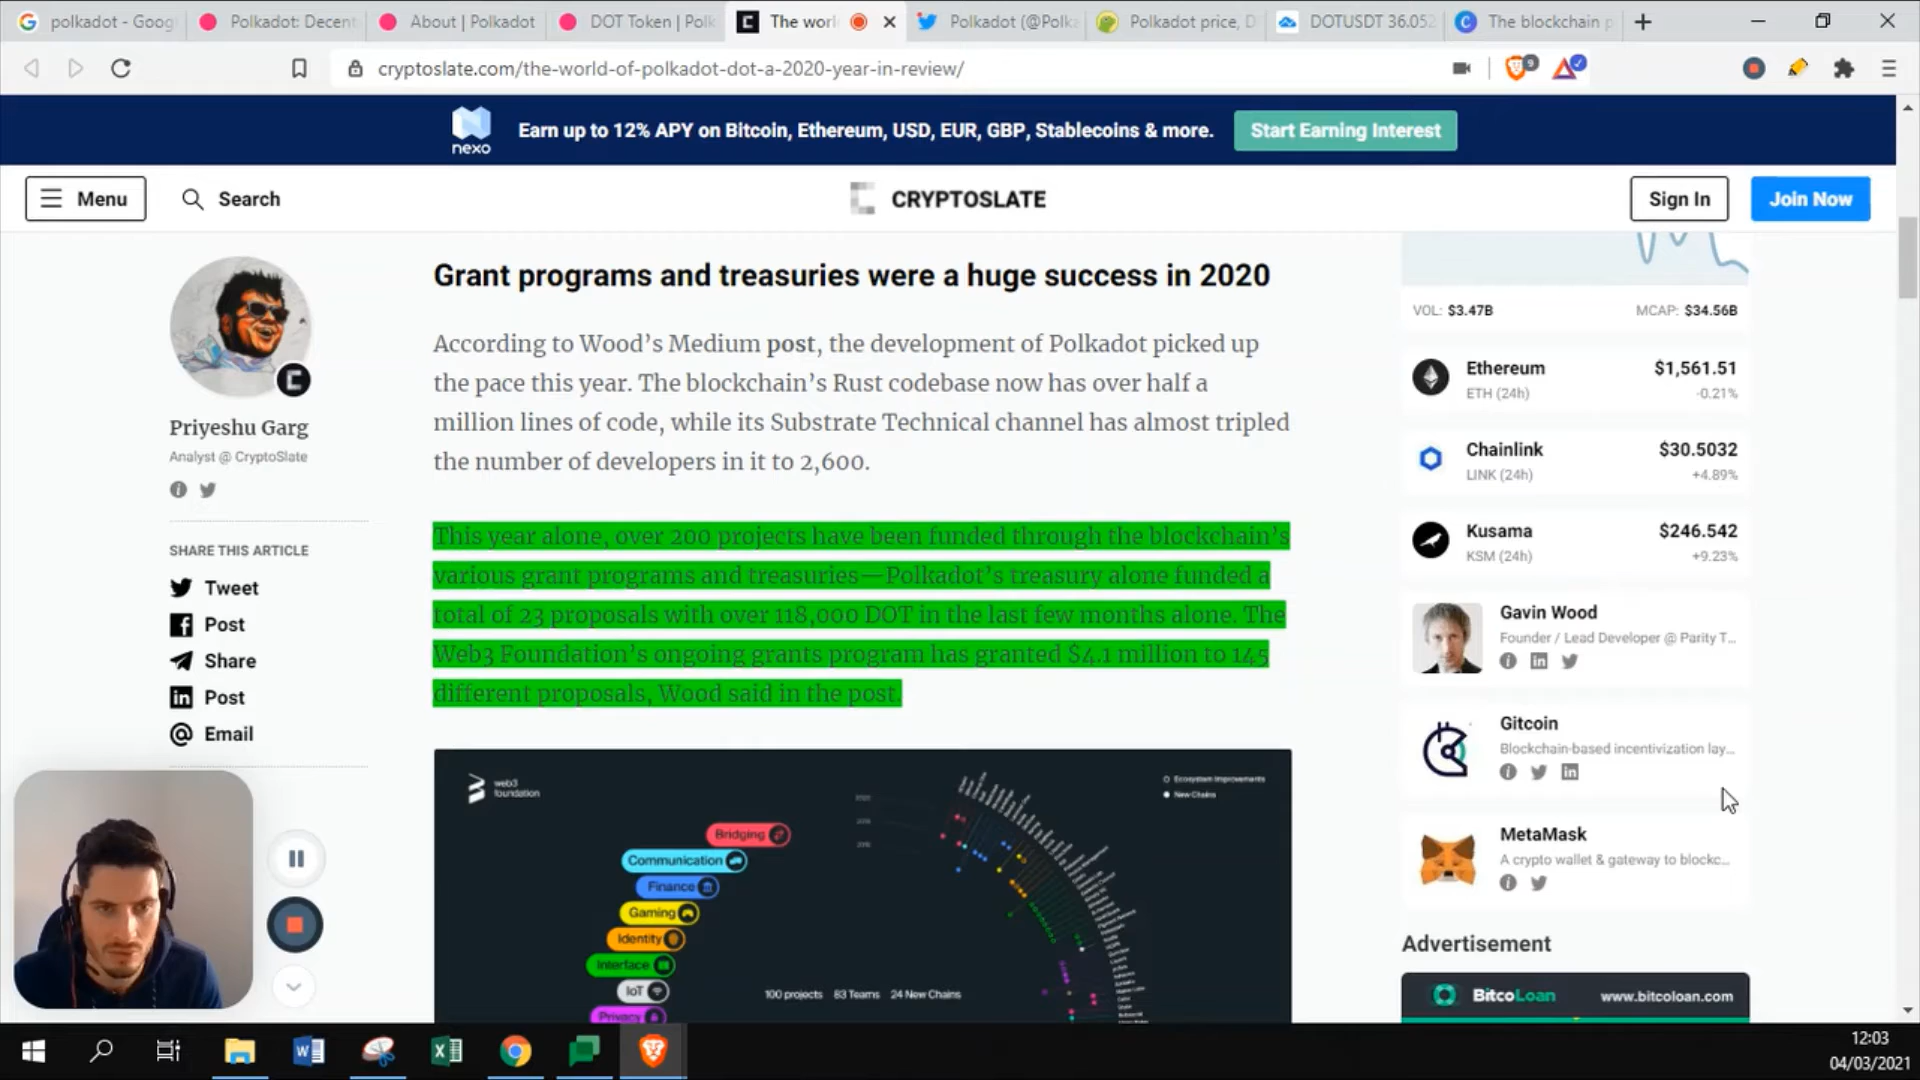 polkadot - Goog
Polkadot: Decent
About | Polkadot
DOT Token | Polk
The worl
Polkadot (@Polka
Polkadot price, D
DOTUSDT 36.052
The blockchain p
cryptoslate.com/the-world-of-polkadot-dot-a-2020-year-in-review/
9
nexo
Earn up to 12% APY on Bitcoin, Ethereum, USD, EUR, GBP, Stablecoins & more.
Start Earning Interest
Menu
Search
CRYPTOSLATE
Sign In
Join Now
Priyeshu Garg
Analyst @ CryptoSlate
SHARE THIS ARTICLE
Tweet
Post
Share
Post
Email
Grant programs and treasuries were a huge success in 2020
According to Wood’s Medium post, the development of Polkadot picked up
the pace this year. The blockchain’s Rust codebase now has over half a
million lines of code, while its Substrate Technical channel has almost tripled
the number of developers in it to 2,600.
This year alone, over 200 projects have been funded through the blockchain’s
various grant programs and treasuries—Polkadot’s treasury alone funded a
total of 23 proposals with over 118,000 DOT in the last few months alone. The
Web3 Foundation’s ongoing grants program has granted $4.1 million to 145
different proposals, Wood said in the post.
web3
foundation
Ecosystem Improvements
New Chains
Bridging
Communication
Finance
Gaming
Identity
Interface
IoT
Privacy
100 projects 83 Teams 24 New Chains
VOL: $3.47B
MCAP: $34.56B
Ethereum
$1,561.51
ETH (24h)
-0.21%
Chainlink
$30.5032
LINK (24h)
+4.89%
Kusama
$246.542
KSM (24h)
+9.23%
Gavin Wood
Founder / Lead Developer @ Parity T...
Gitcoin
Blockchain-based incentivization lay...
MetaMask
A crypto wallet & gateway to blockc...
Advertisement
BitcoLoan
www.bitcoloan.com
12:03
04/03/2021